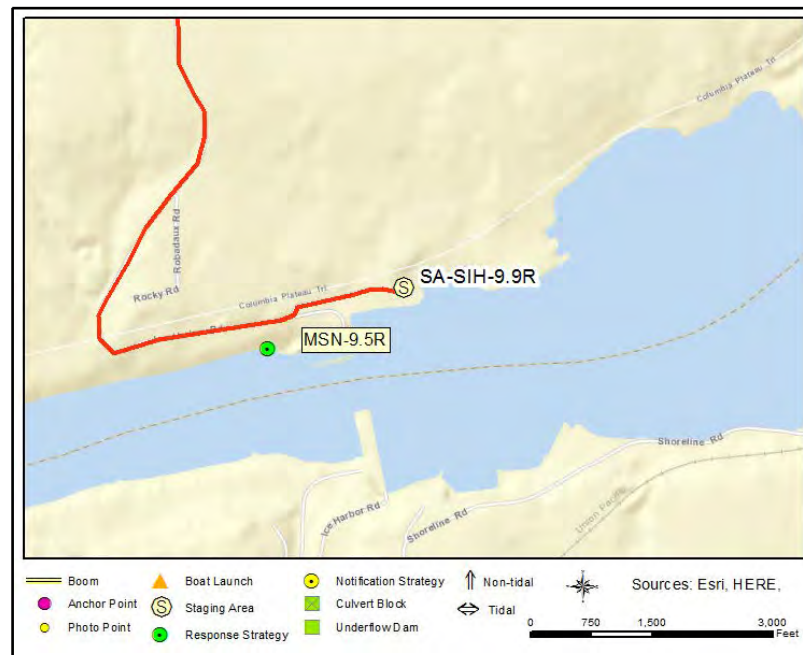 Columbia Plateau Trl
Robadaux Rd
Rocky Rd
Columbia Plateau Trl
SA-SIH-9.9R
S
Rd
MSN-9.5R
Ice Harbor Rd
Shoreline Rd
Shoreline Rd
Union Pacific
Boom
Boat Launch
Notification Strategy
Non-tidal
Sources: Esri, HERE,
Anchor Point
S
Staging Area
Culvert Block
Tidal
Photo Point
Response Strategy
Underflow Dam
0 750 1,500 3,000
Feet